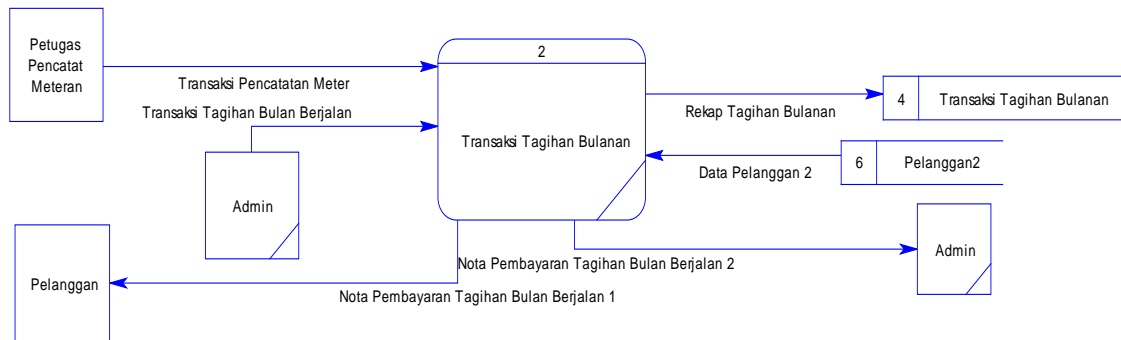 Petugas
Pencatat
Meteran
Transaksi Pencatatan Meter
Transaksi Tagihan Bulan Berjalan
Admin
Pelanggan
2
Transaksi Tagihan Bulanan
Rekap Tagihan Bulanan
4 Transaksi Tagihan Bulanan
Data Pelanggan 2
6 Pelanggan2
Admin
Nota Pembayaran Tagihan Bulan Berjalan 2
Nota Pembayaran Tagihan Bulan Berjalan 1